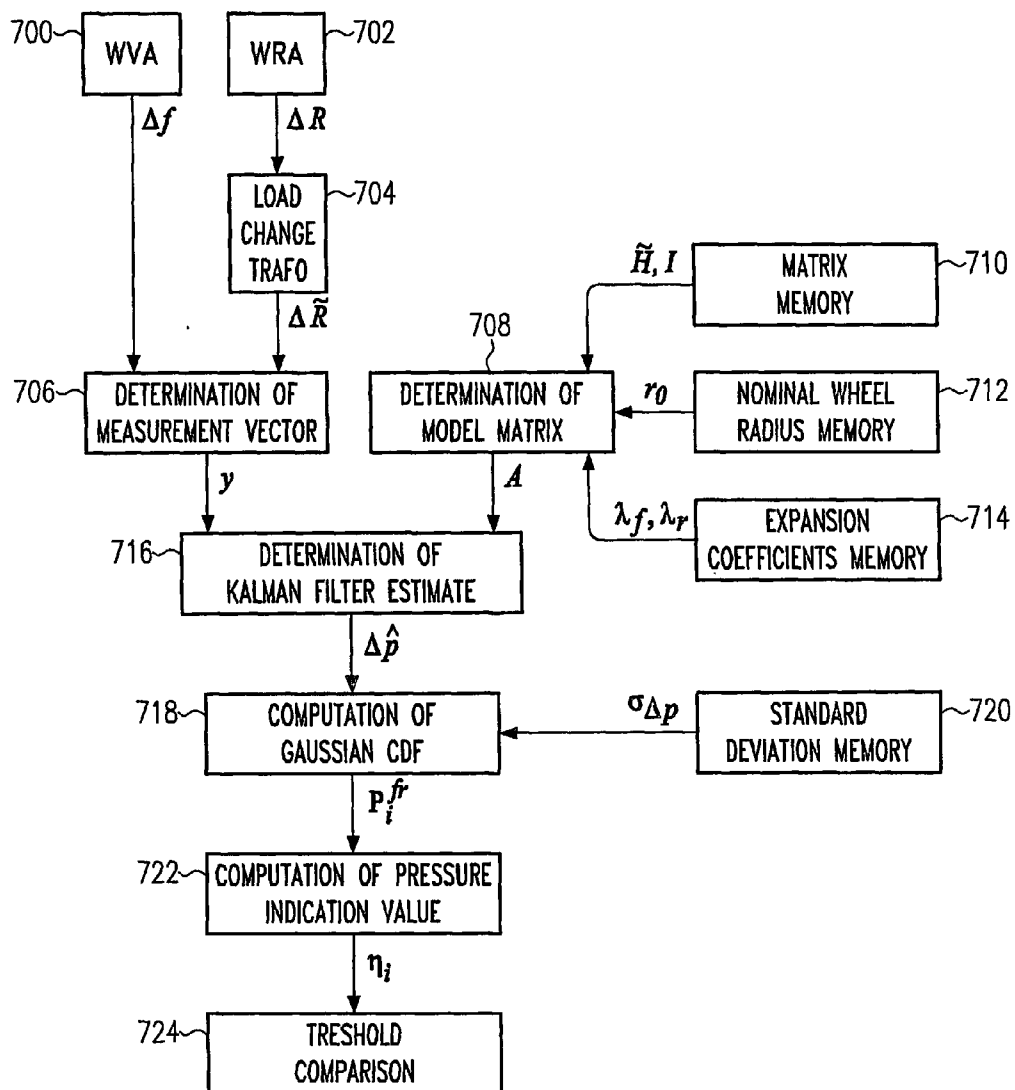 700
WVA
WRA
702
Δf
ΔR
LOAD
CHANGE
TRAFO
704
ΔR̃
H̃, I
MATRIX
MEMORY
710
708
706
DETERMINATION OF
MEASUREMENT VECTOR
DETERMINATION OF
MODEL MATRIX
r₀
NOMINAL WHEEL
RADIUS MEMORY
712
y
A
λf, λr
EXPANSION
COEFFICIENTS MEMORY
714
716
DETERMINATION OF
KALMAN FILTER ESTIMATE
Δp̂
718
COMPUTATION OF
GAUSSIAN CDF
σΔp
STANDARD
DEVIATION MEMORY
720
Pᵢ^fr
722
COMPUTATION OF PRESSURE
INDICATION VALUE
ηᵢ
724
TRESHOLD
COMPARISON